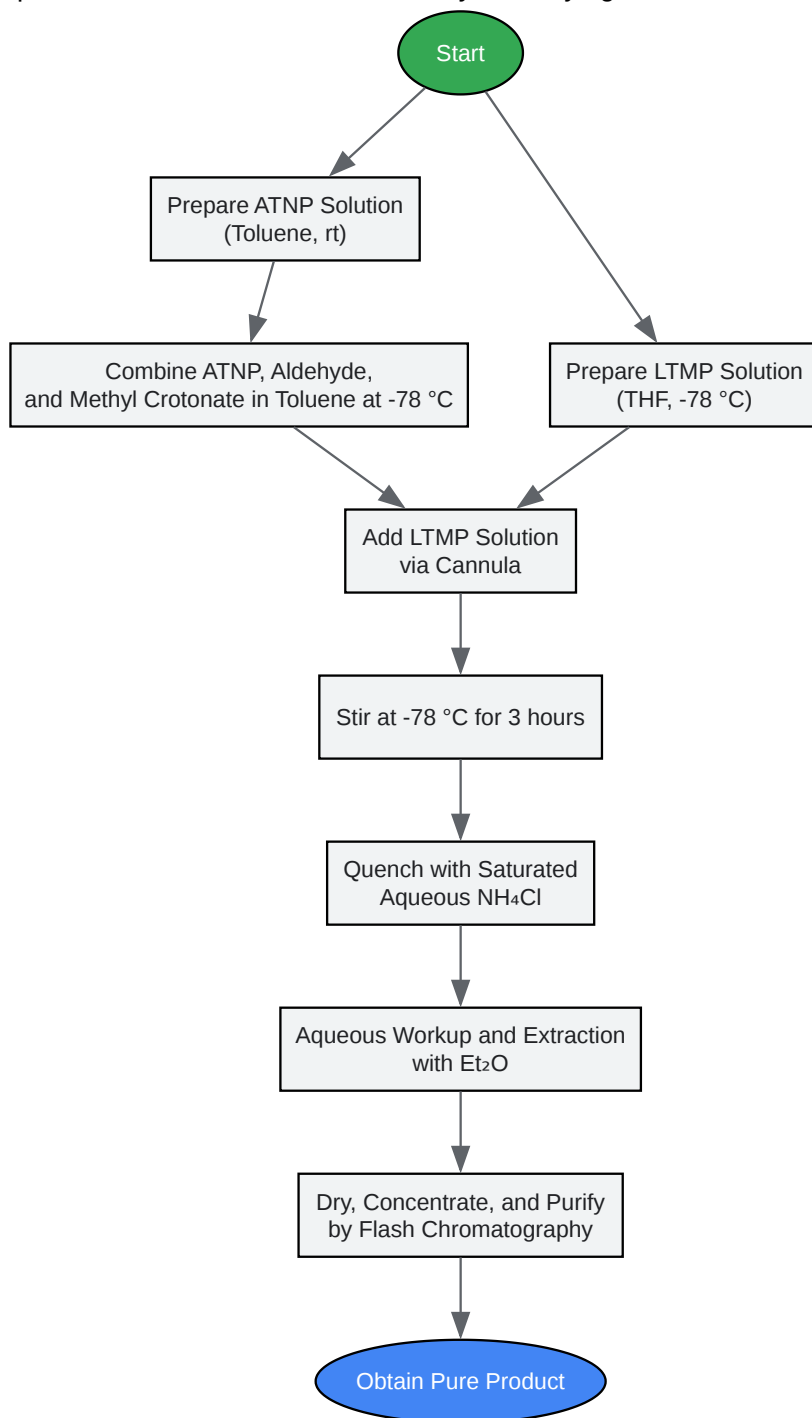 Start
Prepare ATNP Solution
(Toluene, rt)
Combine ATNP, Aldehyde,
and Methyl Crotonate in Toluene at -78 °C
Prepare LTMP Solution
(THF, -78 °C)
Add LTMP Solution
via Cannula
Stir at -78 °C for 3 hours
Quench with Saturated
Aqueous NH₄Cl
Aqueous Workup and Extraction
with Et₂O
Dry, Concentrate, and Purify
by Flash Chromatography
Obtain Pure Product